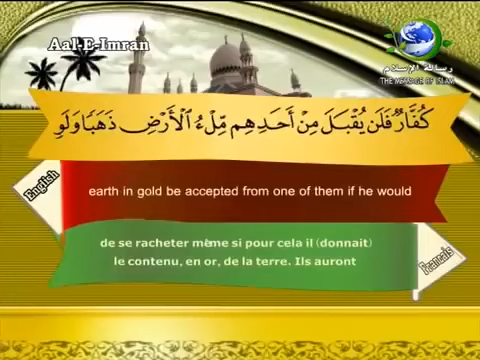 Aal-E-Imran
رسالة الإسلام
THE MESSAGE OF ISLAM
كُفَّارٌ فَلَن يُقْبَلَ مِنْ أَحَدِهِم مِّلْءُ ٱلْأَرْضِ ذَهَبًا وَلَوِ
English
earth in gold be accepted from one of them if he would
de se racheter même si pour cela il (donnait)
le contenu, en or, de la terre. Ils auront
Francais